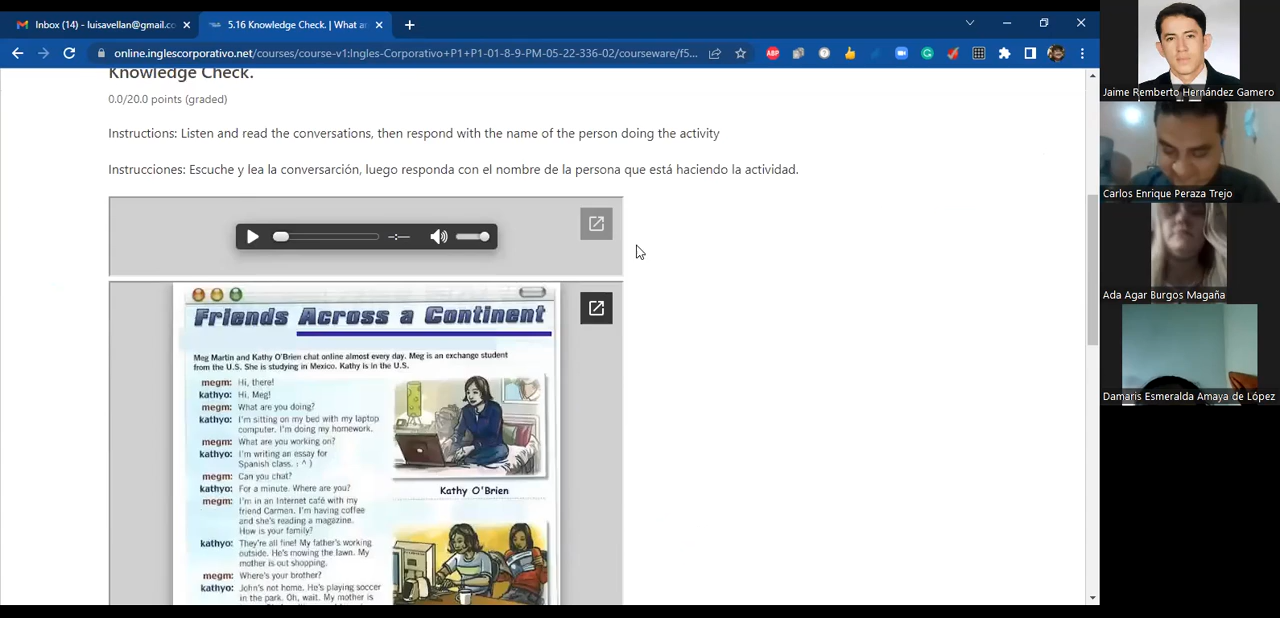 Inbox (14) - luisavellan@gmail.co
5.16 Knowledge Check. | What ar
online.inglescorporativo.net/courses/course-v1:Ingles-Corporativo+P1+P1-01-8-9-PM-05-22-336-02/courseware/f5...
Knowledge Check.
0.0/20.0 points (graded)
Instructions: Listen and read the conversations, then respond with the name of the person doing the activity
Instrucciones: Escuche y lea la conversarción, luego responda con el nombre de la persona que está haciendo la actividad.
-:--
Friends Across a Continent
Meg Martin and Kathy O'Brien chat online almost every day. Meg is an exchange student
from the U.S. She is studying in Mexico. Kathy is in the U.S.
megm: Hi, there!
kathyo: Hi, Meg!
megm: What are you doing?
kathyo: I'm sitting on my bed with my laptop
computer. I'm doing my homework.
megm: What are you working on?
kathyo: I'm writing an essay for
Spanish class. : ^ )
megm: Can you chat?
kathyo: For a minute. Where are you?
megm: I'm in an Internet café with my
friend Carmen. I'm having coffee
and she's reading a magazine.
How is your family?
kathyo: They're all fine! My father's working
outside. He's mowing the lawn. My
mother is out shopping.
megm: Where's your brother?
kathyo: John's not home. He's playing soccer
in the park. Oh, wait. My mother is
Kathy O'Brien
Jaime Remberto Hernández Gamero
Carlos Enrique Peraza Trejo
Ada Agar Burgos Magaña
Damaris Esmeralda Amaya de López